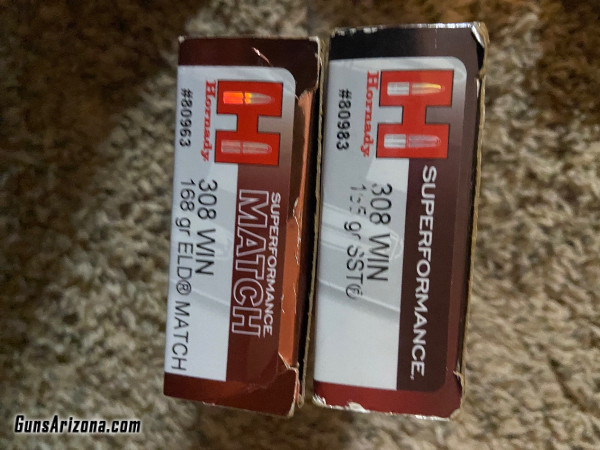 Hornady
#80963
308 WIN
168 gr ELD® MATCH
SUPERFORMANCE
MATCH
Hornady
#80983
308 WIN
gr SST®
SUPERFORMANCE
GunsArizona.com